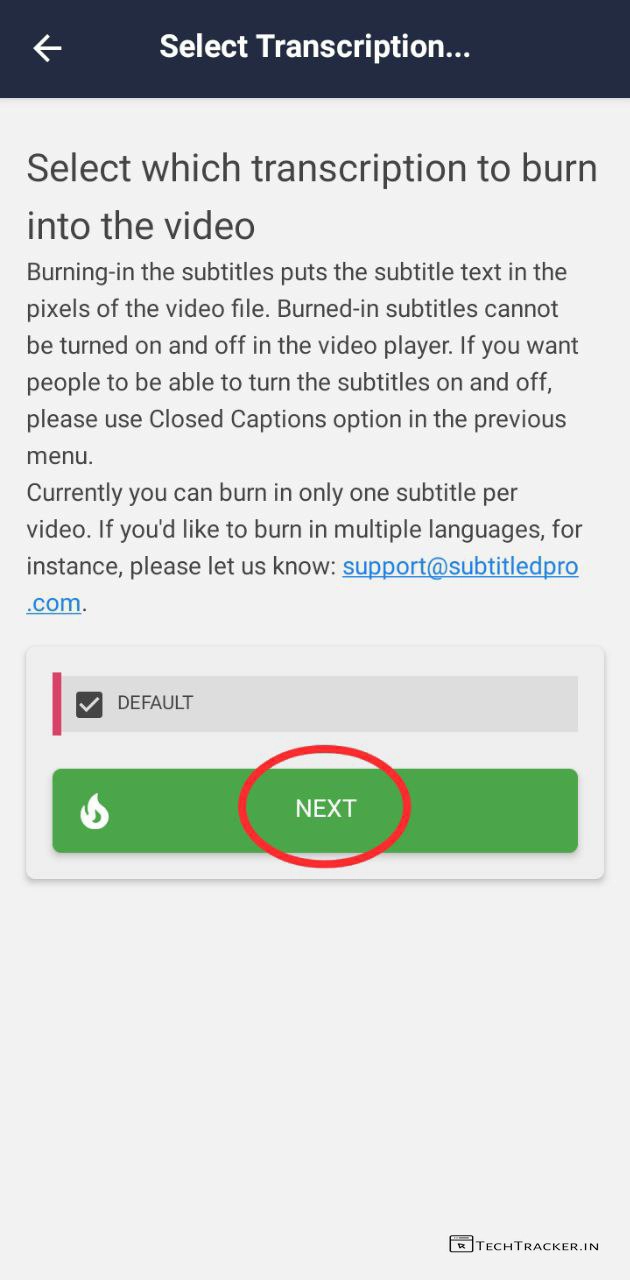 Select Transcription...
Select which transcription to burn
into the video
Burning-in the subtitles puts the subtitle text in the
pixels of the video file. Burned-in subtitles cannot
be turned on and off in the video player. If you want
people to be able to turn the subtitles on and off,
please use Closed Captions option in the previous
menu.
Currently you can burn in only one subtitle per
video. If you'd like to burn in multiple languages, for
instance, please let us know: support@subtitledpro
.com.
DEFAULT
NEXT
TECHTRACKER.IN